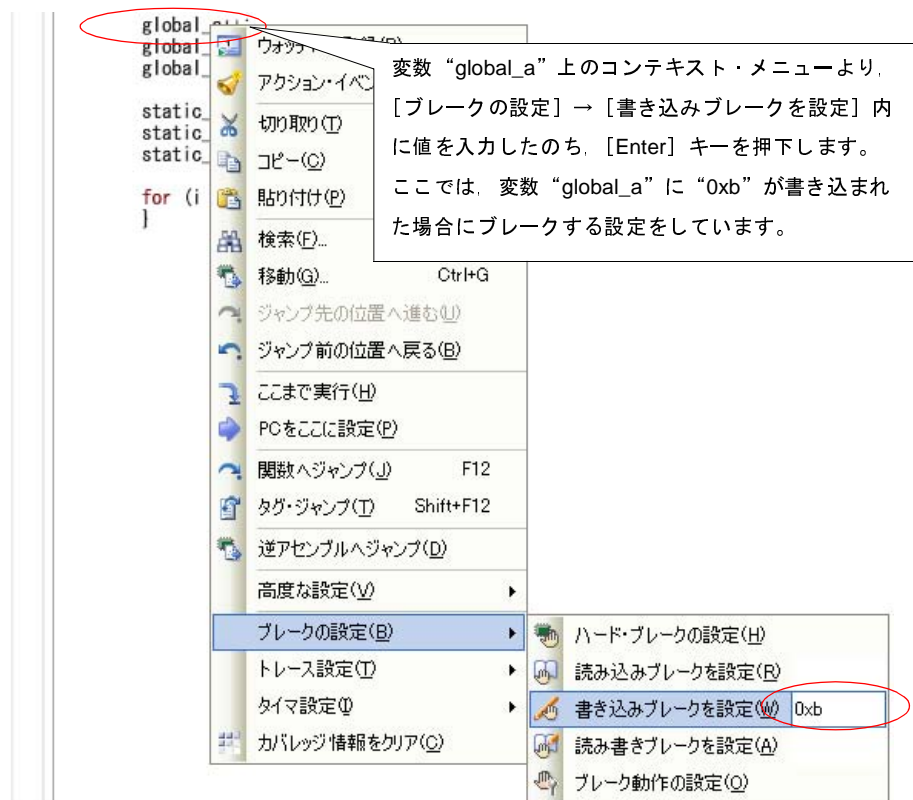 global_
global_
global_
static_
static_
static_
for (i
}
変数“global_a”上のコンテキスト・メニューより，
［ブレークの設定］→［書き込みブレークを設定］内
に値を入力したのち，［Enter］キーを押下します。
ここでは，変数“global_a”に“0xb”が書き込まれ
た場合にブレークする設定をしています。
アクション・イベン
切り取り(T)
コピー(C)
貼り付け(P)
検索(F)...
移動(G)... Ctrl+G
ジャンプ先の位置へ進む(U)
ジャンプ前の位置へ戻る(B)
ここまで実行(H)
PCをここに設定(P)
関数へジャンプ(J) F12
タグ・ジャンプ(T) Shift+F12
逆アセンブルへジャンプ(D)
高度な設定(V)
ブレークの設定(B)
トレース設定(T)
タイマ設定(I)
カバレッジ情報をクリア(C)
ハード・ブレークの設定(H)
読み込みブレークを設定(R)
書き込みブレークを設定(W) 0xb
読み書きブレークを設定(A)
ブレーク動作の設定(O)